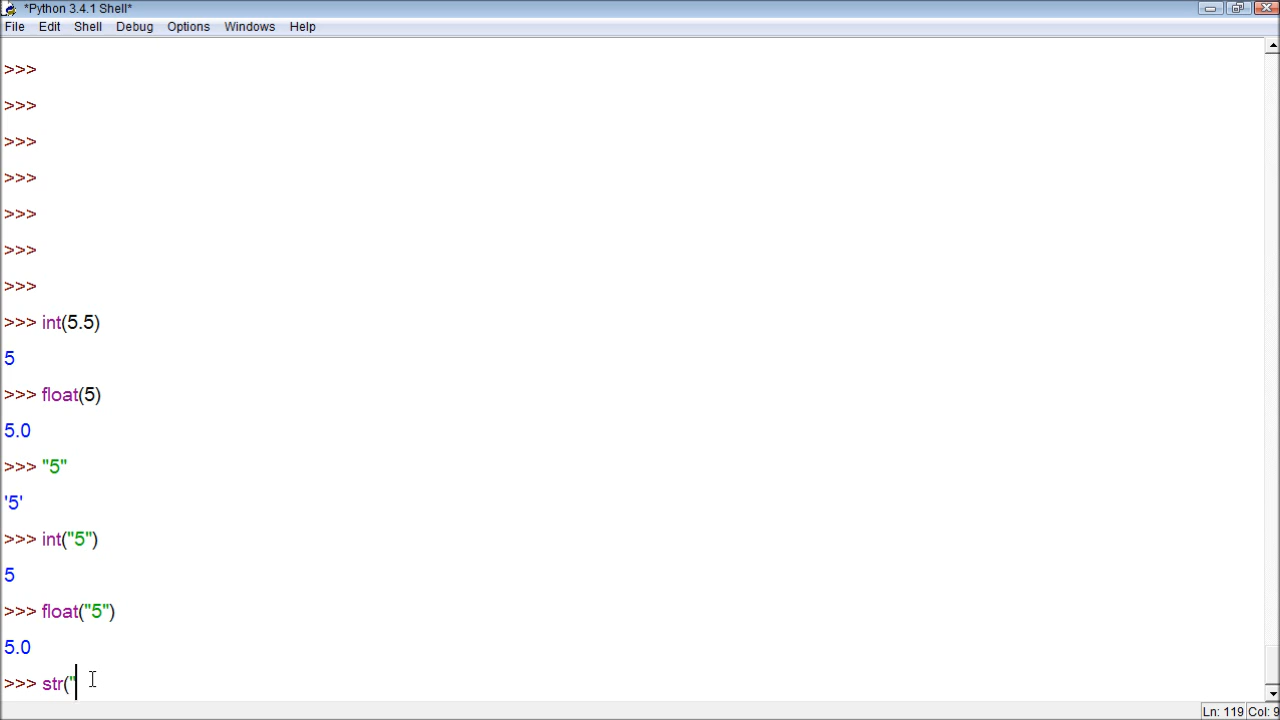 *Python 3.4.1 Shell*
File Edit Shell Debug Options Windows Help
>>>
>>>
>>>
>>>
>>>
>>>
>>>
>>> int(5.5)
5
>>> float(5)
5.0
>>> "5"
'5'
>>> int("5")
5
>>> float("5")
5.0
>>> str("
Ln: 119 Col: 9